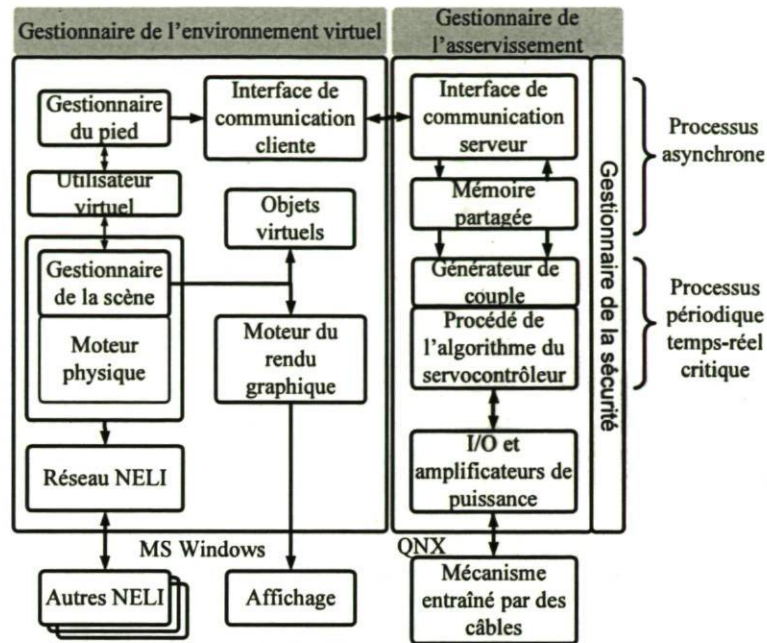 Gestionnaire de l'environnement virtuel
Gestionnaire de
l'asservissement
Gestionnaire
du pied
Interface de
communication
cliente
Utilisateur
virtuel
Objets
virtuels
Gestionnaire
de la scène
Moteur
physique
Moteur du
rendu
graphique
Réseau NELI
MS Windows
Autres NELI
Affichage
Interface de
communication
serveur
Mémoire
partagée
Générateur de
couple
Procédé de
l'algorithme du
servocontrôleur
I/O et
amplificateurs de
puissance
QNX
Mécanisme
entraîné par des
câbles
Gestionnaire de la sécurité
Processus
asynchrone
Processus
périodique
temps-réel
critique